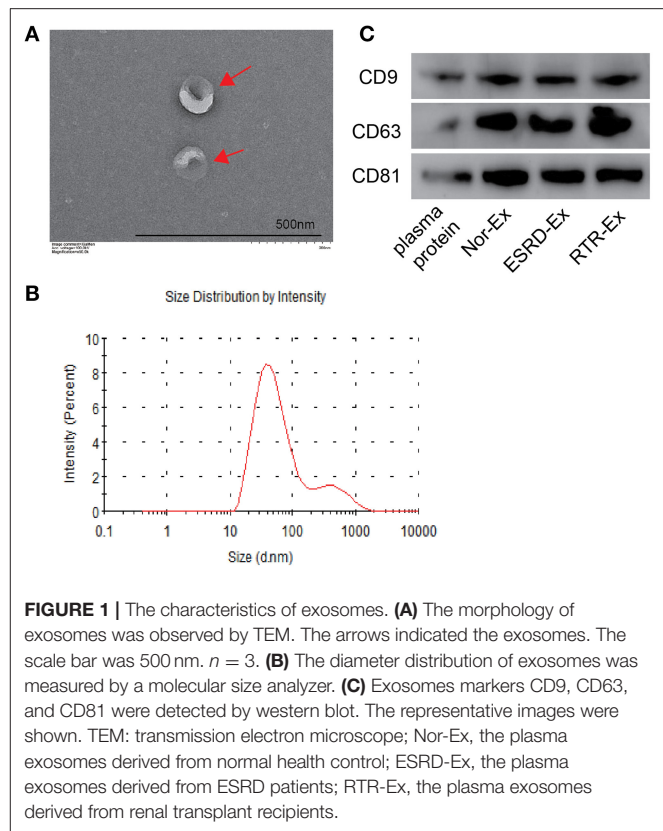 A
500nm
C
CD9
CD63
CD81
plasma
protein
Nor-Ex
ESRD-Ex
RTR-Ex
B
Size Distribution by Intensity
Intensity (Percent)
10
8
6
4
2
0
0.1 1 10 100 1000 10000
Size (d.nm)
FIGURE 1 | The characteristics of exosomes. (A) The morphology of
exosomes was observed by TEM. The arrows indicated the exosomes. The
scale bar was 500 nm. n = 3. (B) The diameter distribution of exosomes was
measured by a molecular size analyzer. (C) Exosomes markers CD9, CD63,
and CD81 were detected by western blot. The representative images were
shown. TEM: transmission electron microscope; Nor-Ex, the plasma
exosomes derived from normal health control; ESRD-Ex, the plasma
exosomes derived from ESRD patients; RTR-Ex, the plasma exosomes
derived from renal transplant recipients.